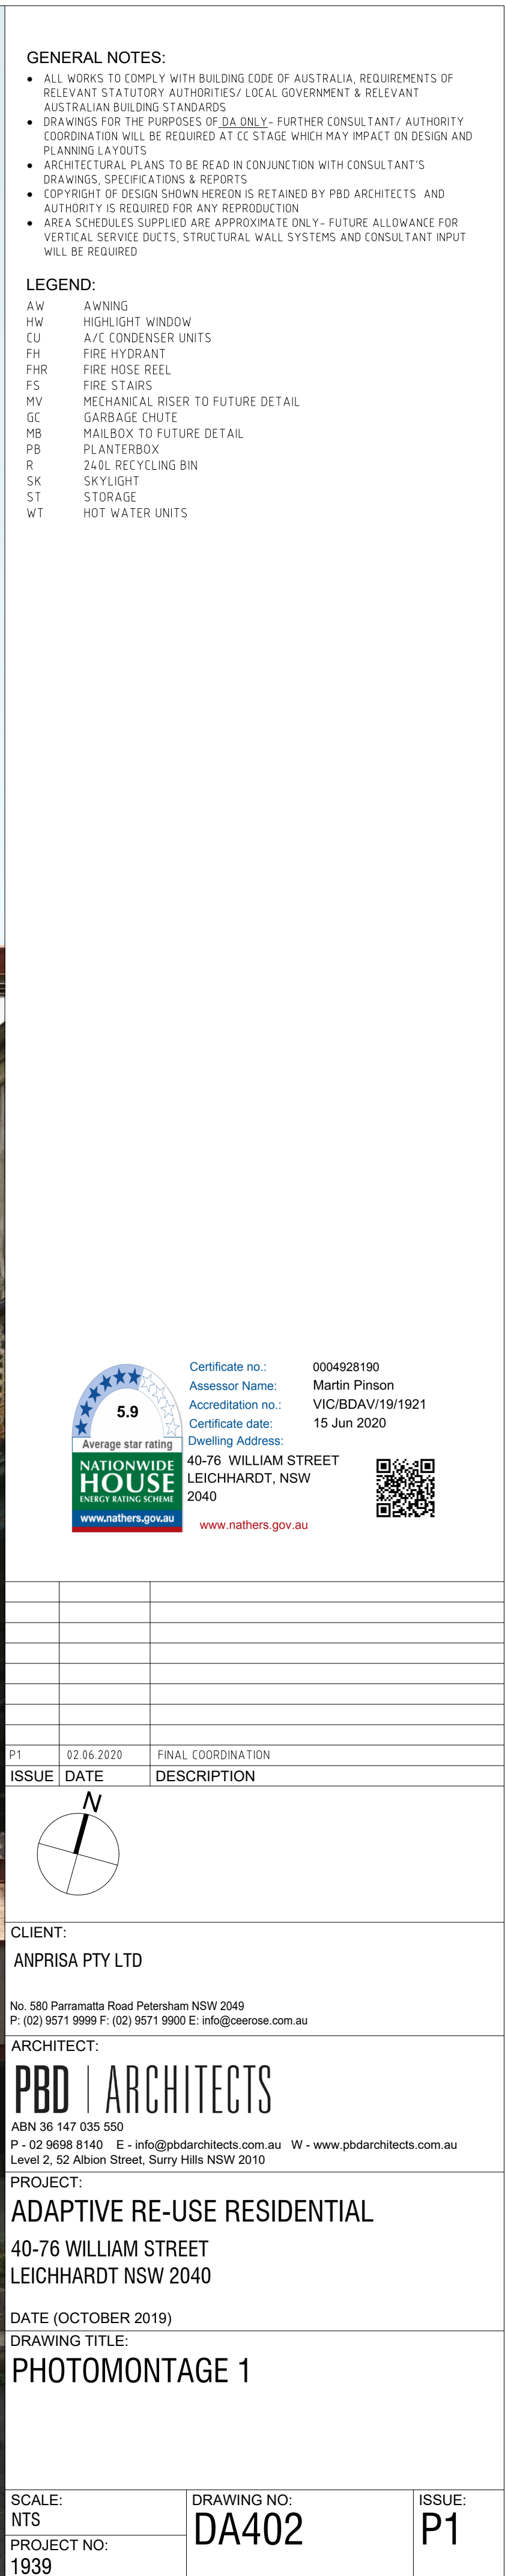 GENERAL NOTES:
● ALL WORKS TO COMPLY WITH BUILDING CODE OF AUSTRALIA, REQUIREMENTS OF
RELEVANT STATUTORY AUTHORITIES/ LOCAL GOVERNMENT & RELEVANT
AUSTRALIAN BUILDING STANDARDS
● DRAWINGS FOR THE PURPOSES OF DA ONLY- FURTHER CONSULTANT/ AUTHORITY
COORDINATION WILL BE REQUIRED AT CC STAGE WHICH MAY IMPACT ON DESIGN AND
PLANNING LAYOUTS
● ARCHITECTURAL PLANS TO BE READ IN CONJUNCTION WITH CONSULTANT'S
DRAWINGS, SPECIFICATIONS & REPORTS
● COPYRIGHT OF DESIGN SHOWN HEREON IS RETAINED BY PBD ARCHITECTS AND
AUTHORITY IS REQUIRED FOR ANY REPRODUCTION
● AREA SCHEDULES SUPPLIED ARE APPROXIMATE ONLY- FUTURE ALLOWANCE FOR
VERTICAL SERVICE DUCTS, STRUCTURAL WALL SYSTEMS AND CONSULTANT INPUT
WILL BE REQUIRED
LEGEND:
AW AWNING
HW HIGHLIGHT WINDOW
CU A/C CONDENSER UNITS
FH FIRE HYDRANT
FHR FIRE HOSE REEL
FS FIRE STAIRS
MV MECHANICAL RISER TO FUTURE DETAIL
GC GARBAGE CHUTE
MB MAILBOX TO FUTURE DETAIL
PB PLANTERBOX
R 240L RECYCLING BIN
SK SKYLIGHT
ST STORAGE
WT HOT WATER UNITS
5.9
Average star rating
NATIONWIDE
HOUSE
ENERGY RATING SCHEME
www.nathers.gov.au
Certificate no.: 0004928190
Assessor Name: Martin Pinson
Accreditation no.: VIC/BDAV/19/1921
Certificate date: 15 Jun 2020
Dwelling Address:
40-76 WILLIAM STREET
LEICHHARDT, NSW
2040
www.nathers.gov.au
P1 02.06.2020 FINAL COORDINATION
ISSUE DATE DESCRIPTION
N
CLIENT:
ANPRISA PTY LTD
No. 580 Parramatta Road Petersham NSW 2049
P: (02) 9571 9999 F: (02) 9571 9900 E: info@ceerose.com.au
ARCHITECT:
PBD | ARCHITECTS
ABN 36 147 035 550
P - 02 9698 8140 E - info@pbdarchitects.com.au W - www.pbdarchitects.com.au
Level 2, 52 Albion Street, Surry Hills NSW 2010
PROJECT:
ADAPTIVE RE-USE RESIDENTIAL
40-76 WILLIAM STREET
LEICHHARDT NSW 2040
DATE (OCTOBER 2019)
DRAWING TITLE:
PHOTOMONTAGE 1
SCALE:
NTS
PROJECT NO:
1939
DRAWING NO:
DA402
ISSUE:
P1